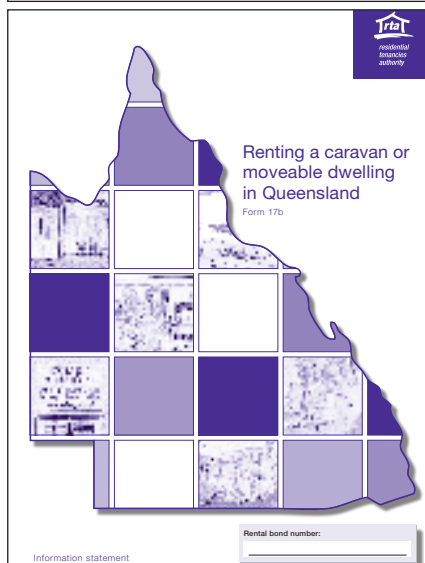 rta
residential
tenancies
authority
Renting a caravan or
moveable dwelling
in Queensland
Form 17b
Rental bond number:
Information statement